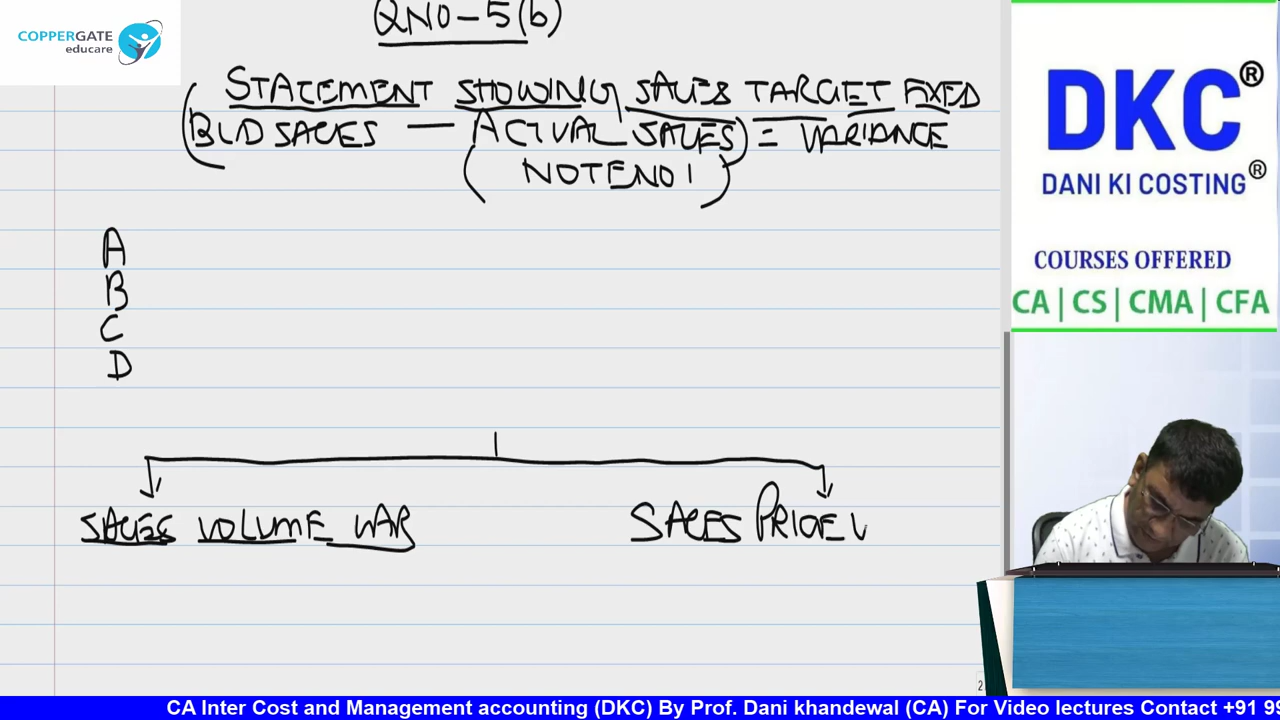 COPPERGATE
educare
QNO-5(b)
STATEMENT SHOWING SALES TARGET FIXED
(BUD SALES — ACTUAL SALES) = VARIANCE
(NOTE NO 1)
A
B
C
D
SALES VOLUME VAR
SALES PRICE V
2
DKC®
DANI KI COSTING®
COURSES OFFERED
CA | CS | CMA | CFA
CA Inter Cost and Management accounting (DKC) By Prof. Dani khandewal (CA) For Video lectures Contact +91 99